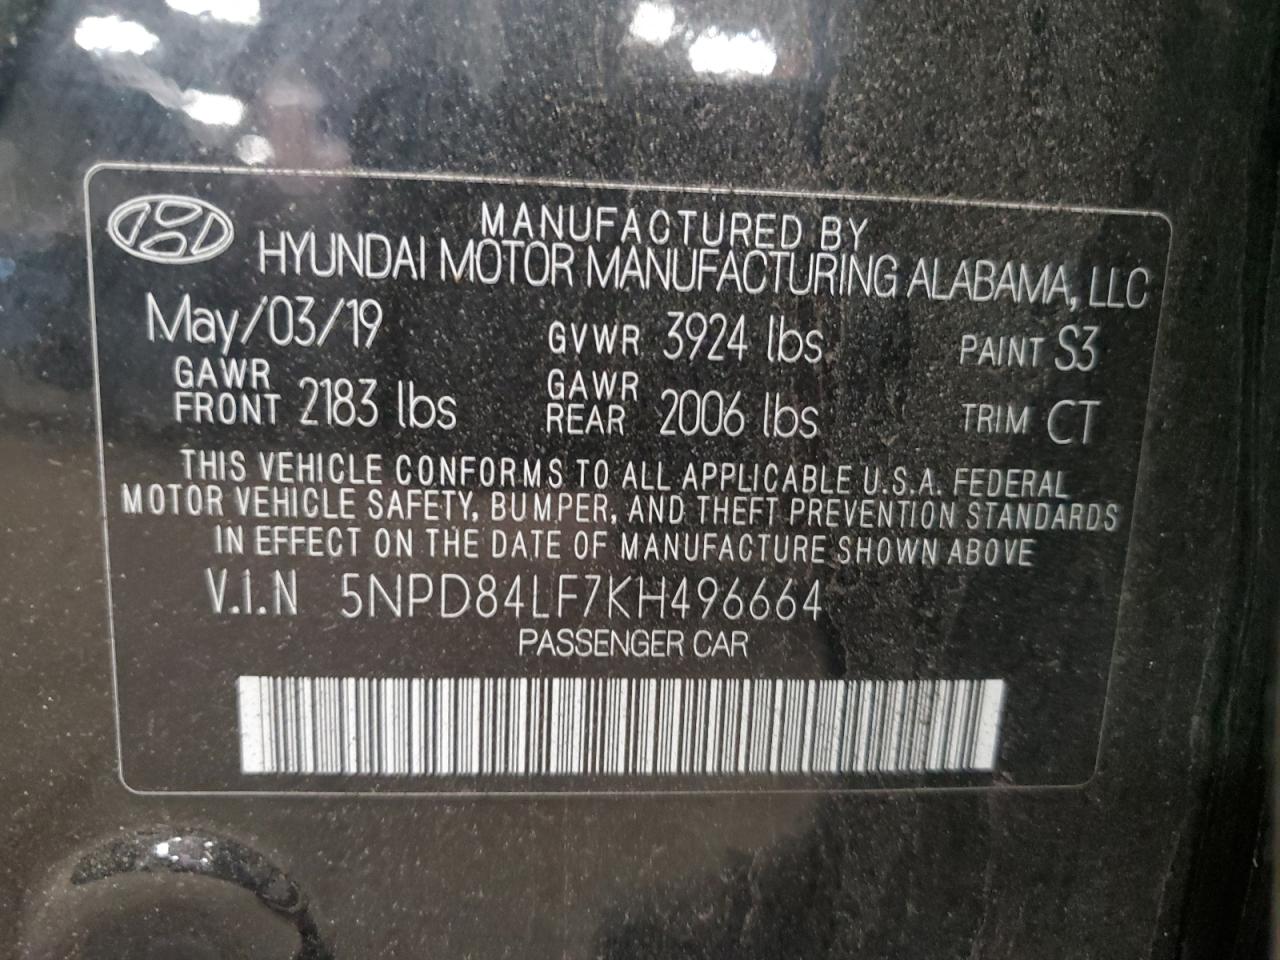 MANUFACTURED BY
HYUNDAI MOTOR MANUFACTURING ALABAMA, LLC
May/03/19 GVWR 3924 lbs PAINT S3
GAWR FRONT 2183 lbs GAWR REAR 2006 lbs TRIM CT
THIS VEHICLE CONFORMS TO ALL APPLICABLE U.S.A. FEDERAL
MOTOR VEHICLE SAFETY, BUMPER, AND THEFT PREVENTION STANDARDS
IN EFFECT ON THE DATE OF MANUFACTURE SHOWN ABOVE
V.I.N 5NPD84LF7KH496664
PASSENGER CAR